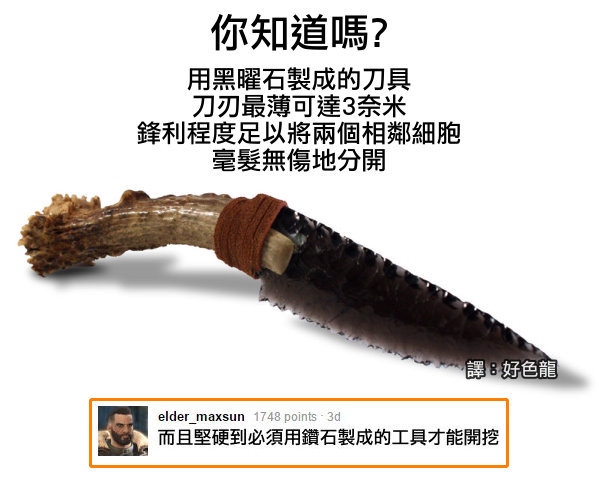 你知道嗎?
用黑曜石製成的刀具
刀刃最薄可達3奈米
鋒利程度足以將兩個相鄰細胞
毫髮無傷地分開
譯：好色龍
elder_maxsun 1748 points · 3d
而且堅硬到必須用鑽石製成的工具才能開挖